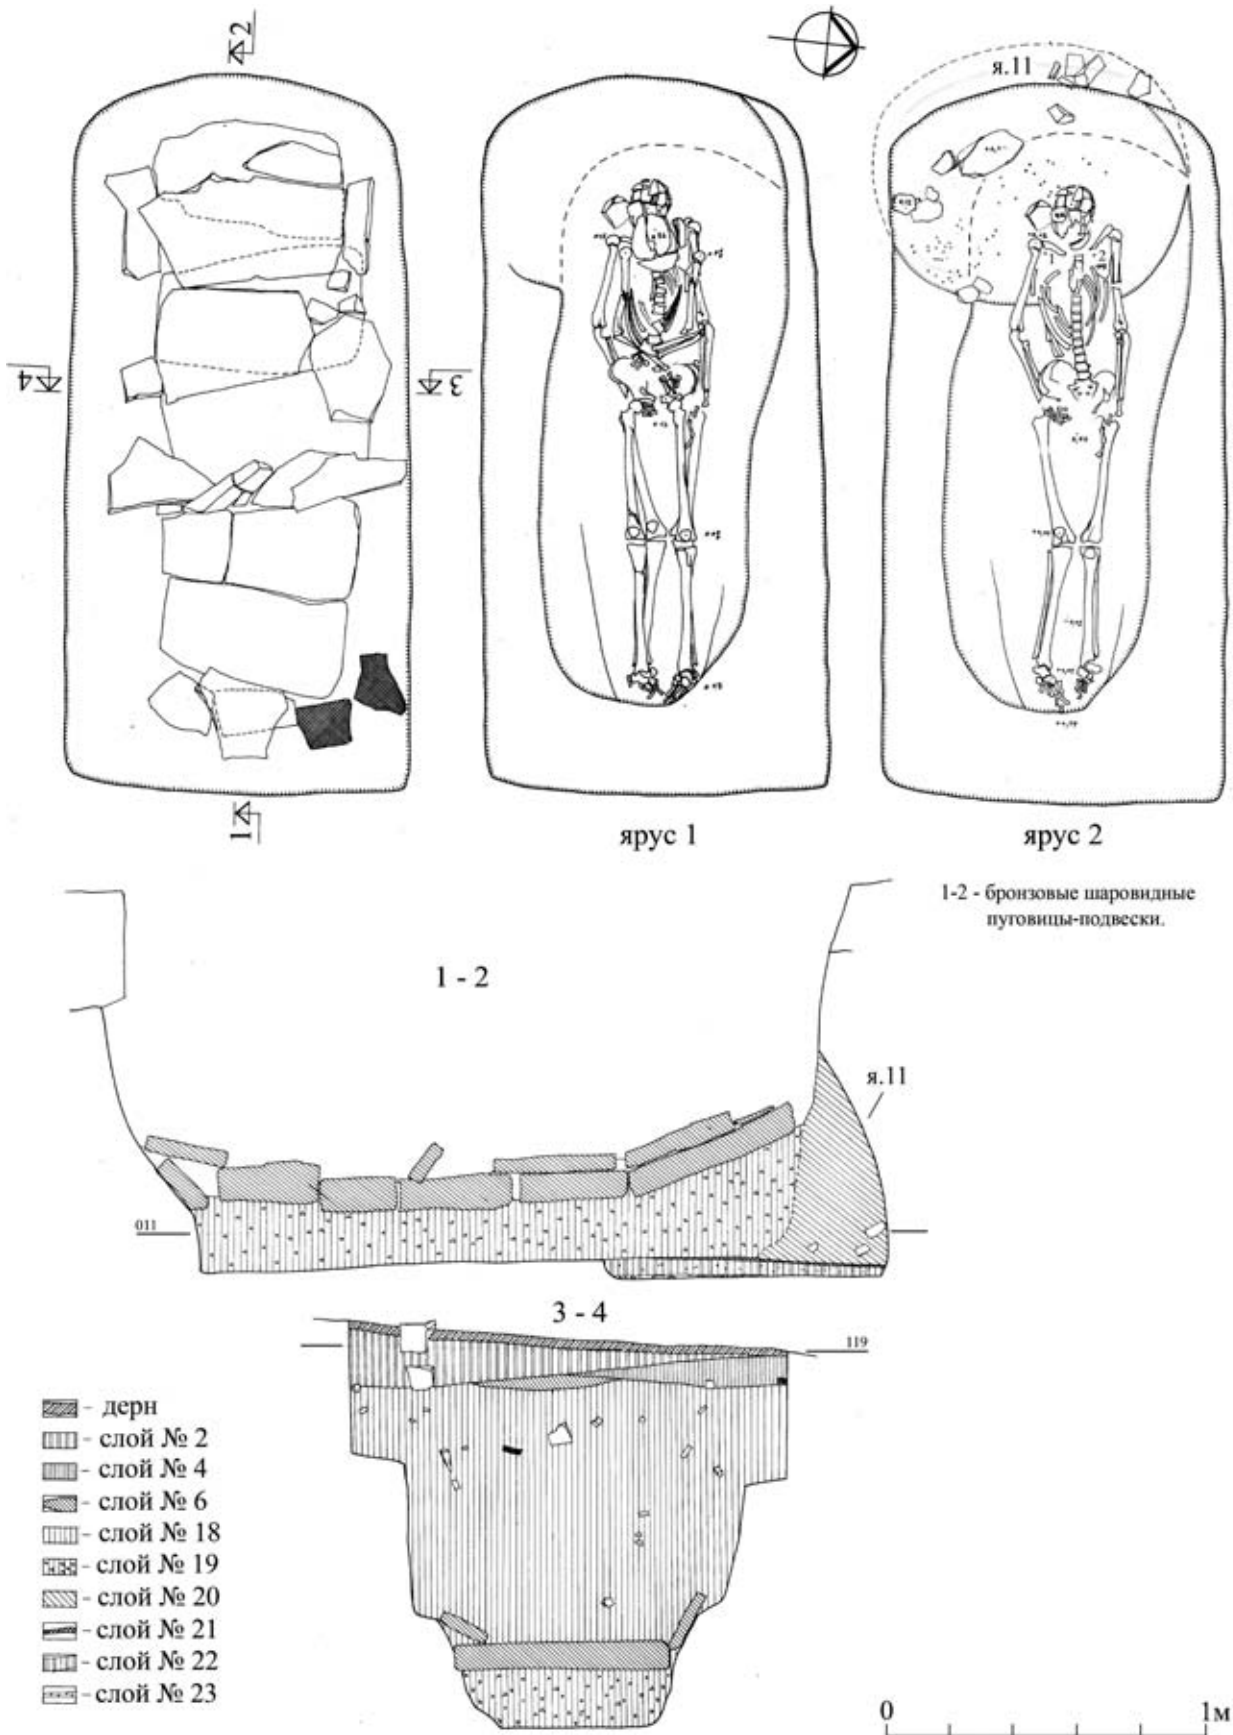 2
я.11
4
3
1
2
ярус 1
ярус 2
1-2 - бронзовые шаровидные
пуговицы-подвески.
1 - 2
я.11
011
3 - 4
119
- дерн
- слой № 2
- слой № 4
- слой № 6
- слой № 18
- слой № 19
- слой № 20
- слой № 21
- слой № 22
- слой № 23
0
1м